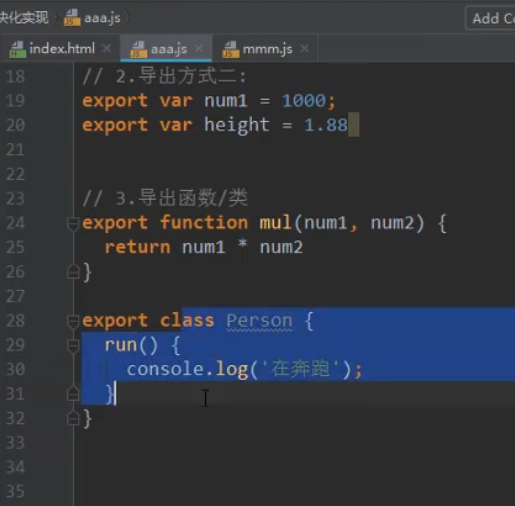 块化实现 aaa.js Add Co
index.html aaa.js mmm.js
18 // 2.导出方式二:
19 export var num1 = 1000;
20 export var height = 1.88
21
22
23 // 3.导出函数/类
24 export function mul(num1, num2) {
25 return num1 * num2
26 }
27
28 export class Person {
29 run() {
30 console.log('在奔跑');
31 }
32 }
33
34
35